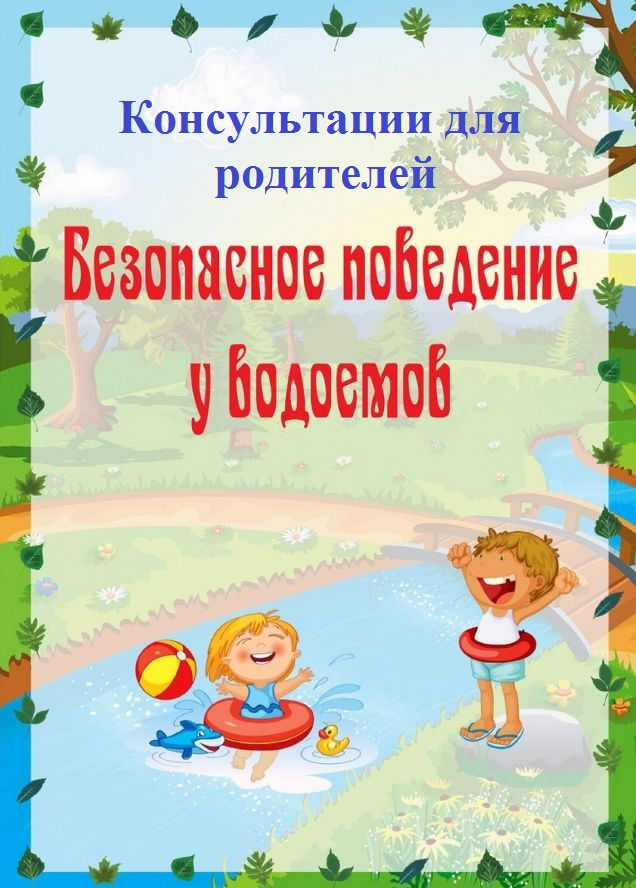 Консультации для
родителей
Безопасное поведение
у водоемов